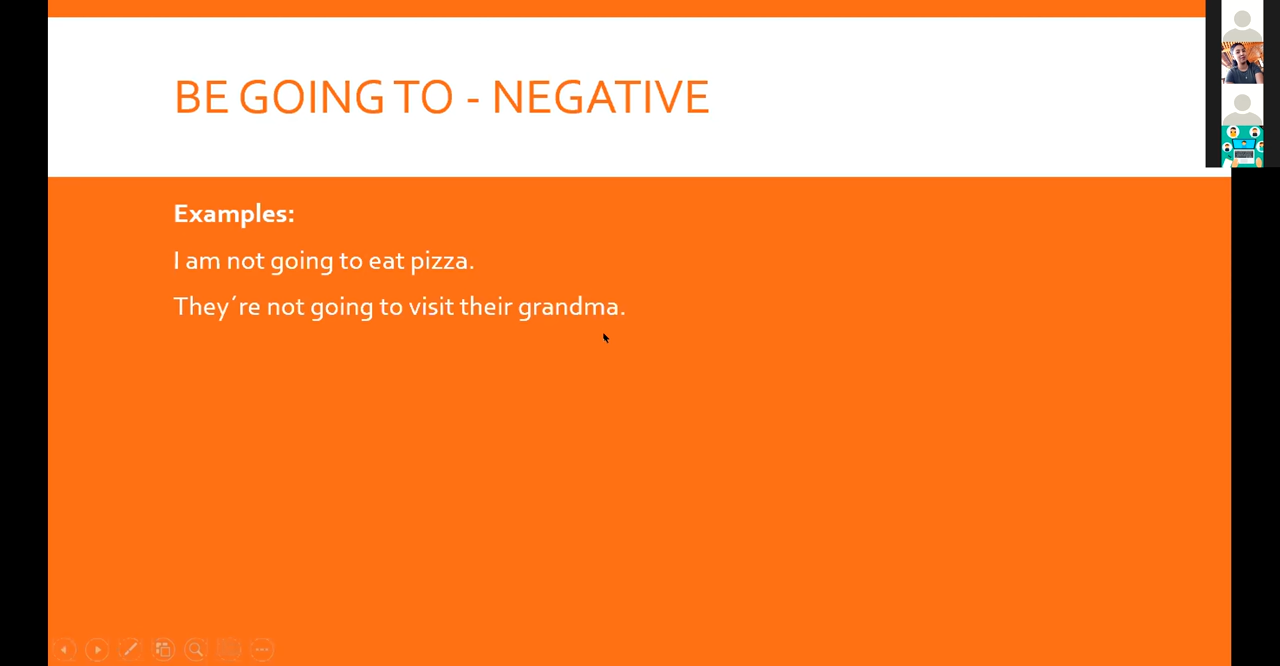 BE GOING TO - NEGATIVE
Examples:
I am not going to eat pizza.
They´re not going to visit their grandma.